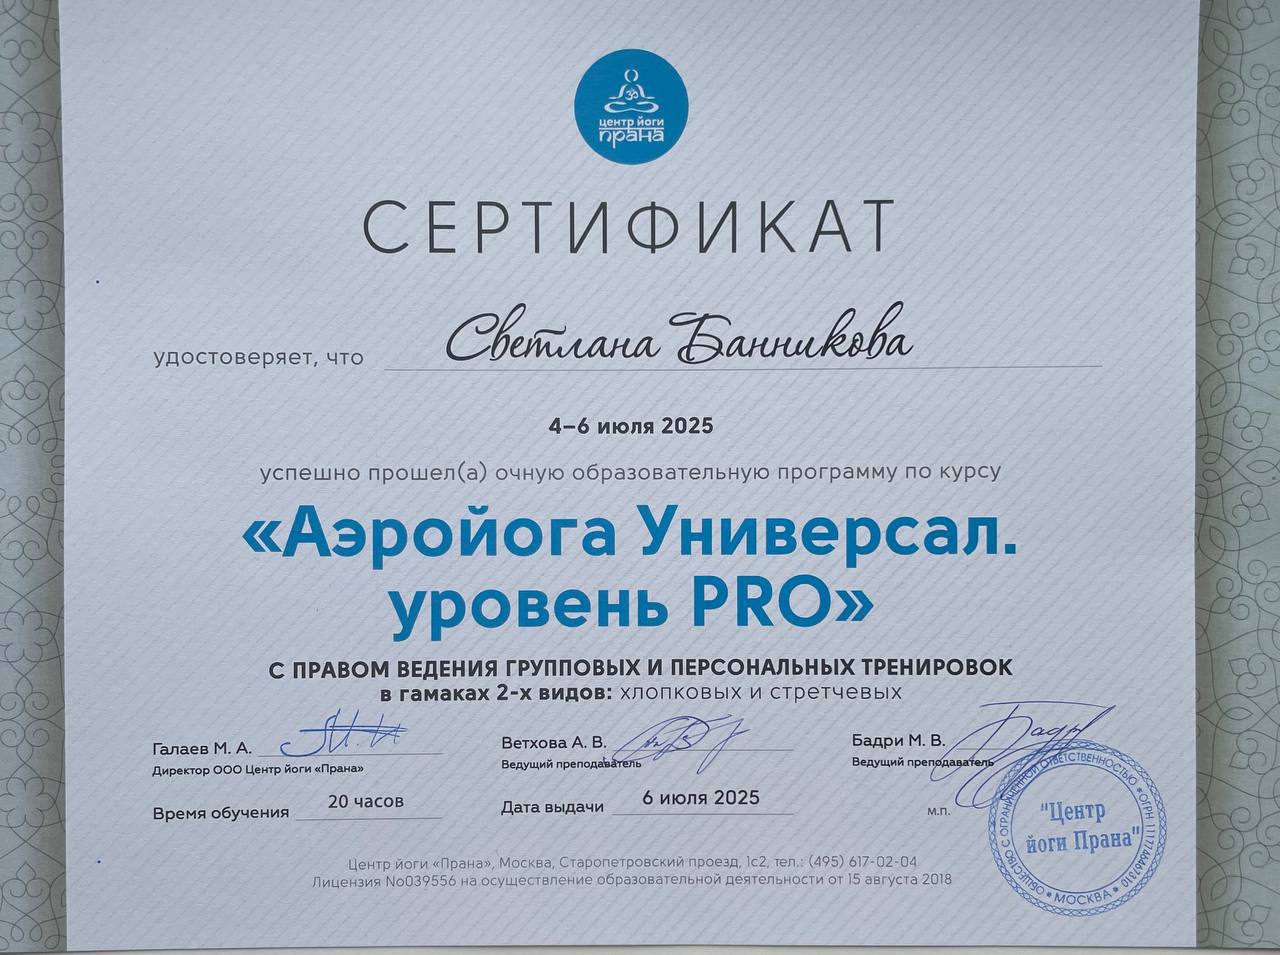 центр йоги
прана
СЕРТИФИКАТ
удостоверяет, что Светлана Банникова
4–6 июля 2025
успешно прошел(а) очную образовательную программу по курсу
«Аэройога Универсал.
уровень PRO»
С ПРАВОМ ВЕДЕНИЯ ГРУППОВЫХ И ПЕРСОНАЛЬНЫХ ТРЕНИРОВОК
в гамаках 2-х видов: хлопковых и стретчевых
Галаев М. А.
Директор ООО Центр йоги «Прана»
Ветхова А. В.
Ведущий преподаватель
Бадри М. В.
Ведущий преподаватель
Время обучения 20 часов
Дата выдачи 6 июля 2025
м.п.
"Центр
йоги Прана"
ОБЩЕСТВО С ОГРАНИЧЕННОЙ ОТВЕТСТВЕННОСТЬЮ
МОСКВА
Центр йоги «Прана», Москва, Старопетровский проезд, 1с2, тел.: (495) 617-02-04
Лицензия No039556 на осуществление образовательной деятельности от 15 августа 2018